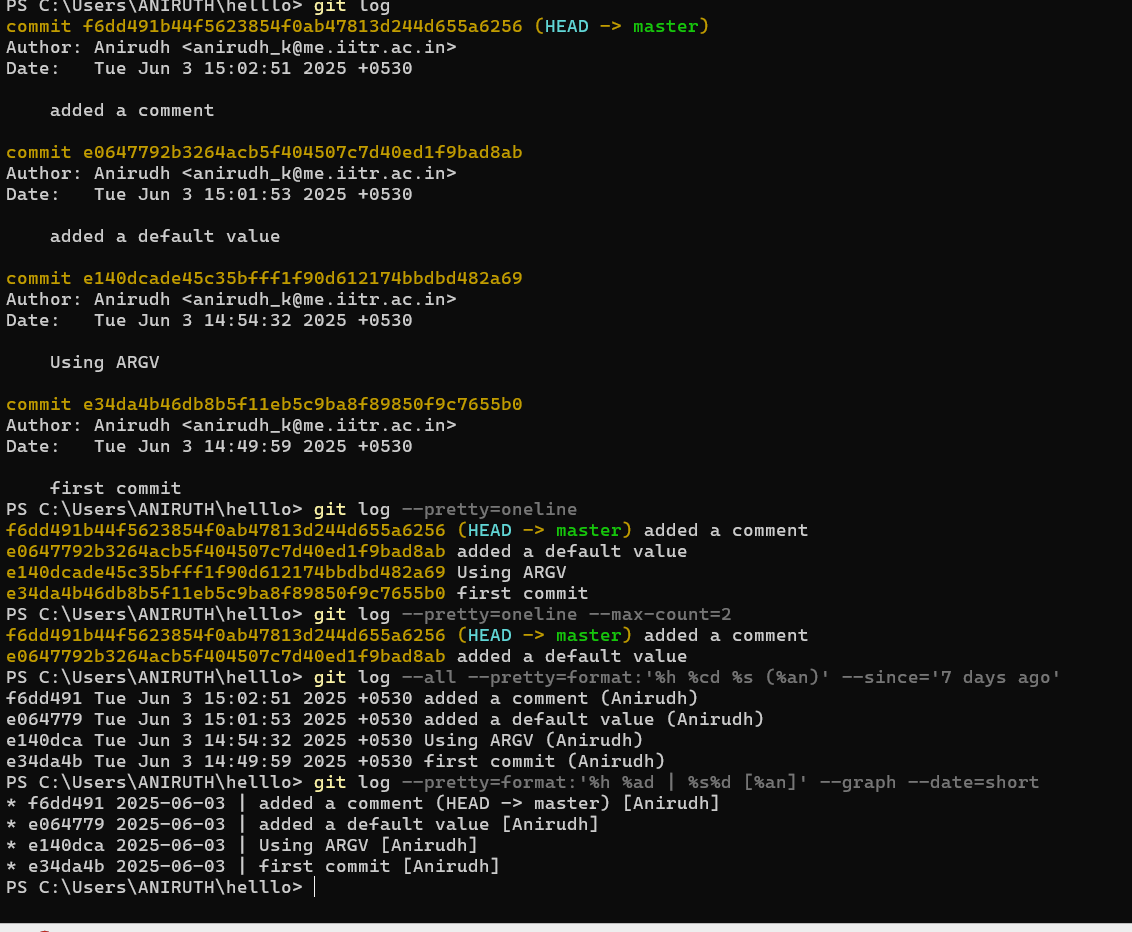 PS C:\Users\ANIRUTH\helllo> git log
commit f6dd491b44f5623854f0ab47813d244d655a6256 (HEAD -> master)
Author: Anirudh <anirudh_k@me.iitr.ac.in>
Date:   Tue Jun 3 15:02:51 2025 +0530
    added a comment
commit e0647792b3264acb5f404507c7d40ed1f9bad8ab
Author: Anirudh <anirudh_k@me.iitr.ac.in>
Date:   Tue Jun 3 15:01:53 2025 +0530
    added a default value
commit e140dcade45c35bfff1f90d612174bbdbd482a69
Author: Anirudh <anirudh_k@me.iitr.ac.in>
Date:   Tue Jun 3 14:54:32 2025 +0530
    Using ARGV
commit e34da4b46db8b5f11eb5c9ba8f89850f9c7655b0
Author: Anirudh <anirudh_k@me.iitr.ac.in>
Date:   Tue Jun 3 14:49:59 2025 +0530
    first commit
PS C:\Users\ANIRUTH\helllo> git log --pretty=oneline
f6dd491b44f5623854f0ab47813d244d655a6256 (HEAD -> master) added a comment
e0647792b3264acb5f404507c7d40ed1f9bad8ab added a default value
e140dcade45c35bfff1f90d612174bbdbd482a69 Using ARGV
e34da4b46db8b5f11eb5c9ba8f89850f9c7655b0 first commit
PS C:\Users\ANIRUTH\helllo> git log --pretty=oneline --max-count=2
f6dd491b44f5623854f0ab47813d244d655a6256 (HEAD -> master) added a comment
e0647792b3264acb5f404507c7d40ed1f9bad8ab added a default value
PS C:\Users\ANIRUTH\helllo> git log --all --pretty=format:'%h %cd %s (%an)' --since='7 days ago'
f6dd491 Tue Jun 3 15:02:51 2025 +0530 added a comment (Anirudh)
e064779 Tue Jun 3 15:01:53 2025 +0530 added a default value (Anirudh)
e140dca Tue Jun 3 14:54:32 2025 +0530 Using ARGV (Anirudh)
e34da4b Tue Jun 3 14:49:59 2025 +0530 first commit (Anirudh)
PS C:\Users\ANIRUTH\helllo> git log --pretty=format:'%h %ad | %s%d [%an]' --graph --date=short
* f6dd491 2025-06-03 | added a comment (HEAD -> master) [Anirudh]
* e064779 2025-06-03 | added a default value [Anirudh]
* e140dca 2025-06-03 | Using ARGV [Anirudh]
* e34da4b 2025-06-03 | first commit [Anirudh]
PS C:\Users\ANIRUTH\helllo>